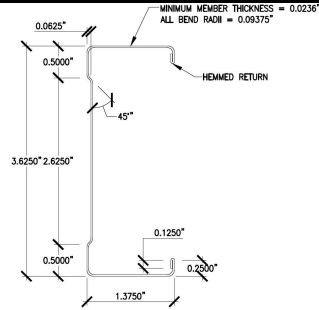 MINIMUM MEMBER THICKNESS = 0.0236"
ALL BEND RADII = 0.09375"
0.0625"
0.5000"
HEMMED RETURN
45°
3.6250" 2.6250"
0.1250"
0.5000"
0.2500"
1.3750"